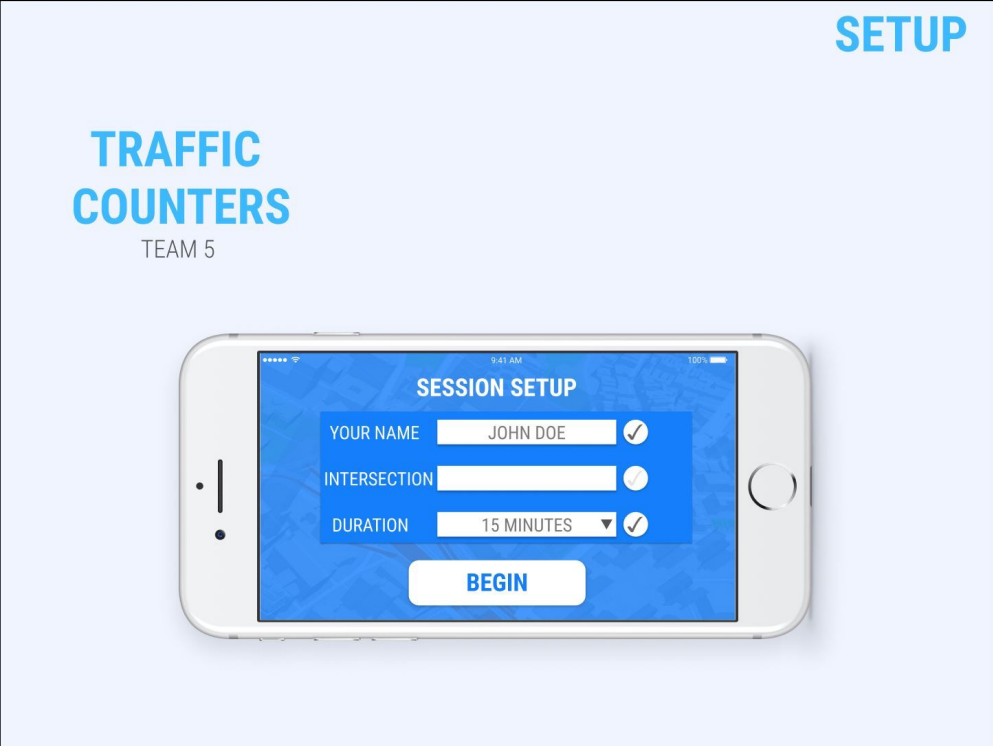 SETUP
TRAFFIC
COUNTERS
TEAM 5
9:41 AM
100%
SESSION SETUP
YOUR NAME
JOHN DOE
INTERSECTION
DURATION
15 MINUTES
BEGIN